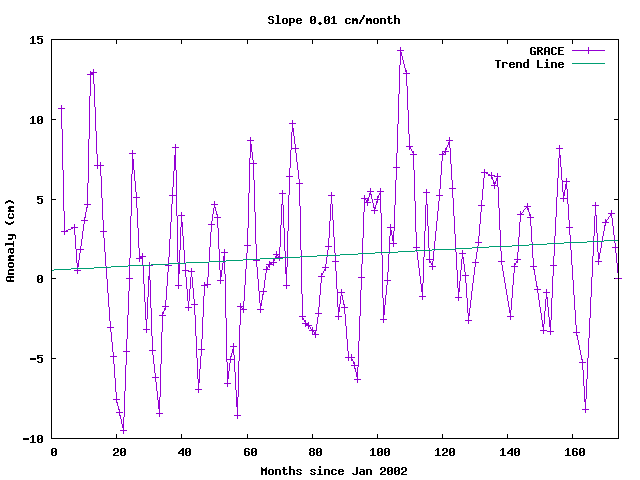 Slope 0.01 cm/month
GRACE
Trend Line
15
10
5
0
-5
-10
Anomaly (cm)
0 20 40 60 80 100 120 140 160
Months since Jan 2002